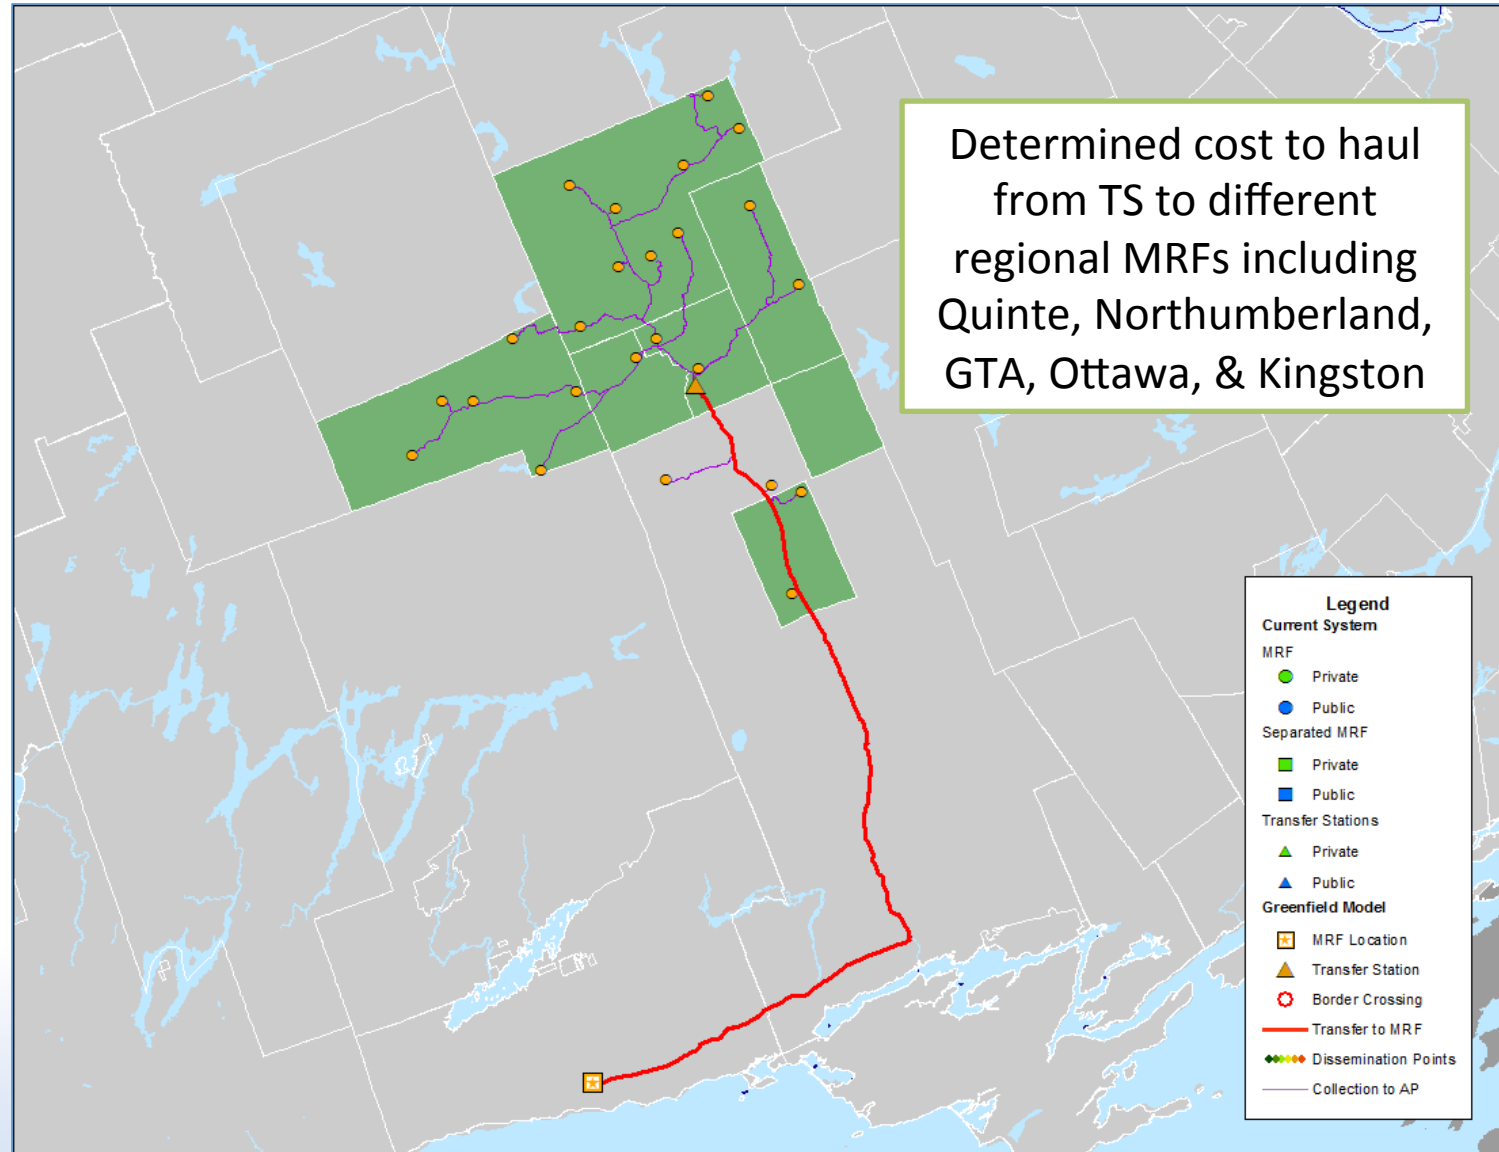 Determined cost to haul
from TS to different
regional MRFs including
Quinte, Northumberland,
GTA, Ottawa, & Kingston
Legend
Current System
MRF
Private
Public
Separated MRF
Private
Public
Transfer Stations
Private
Public
Greenfield Model
MRF Location
Transfer Station
Border Crossing
Transfer to MRF
Dissemination Points
Collection to AP